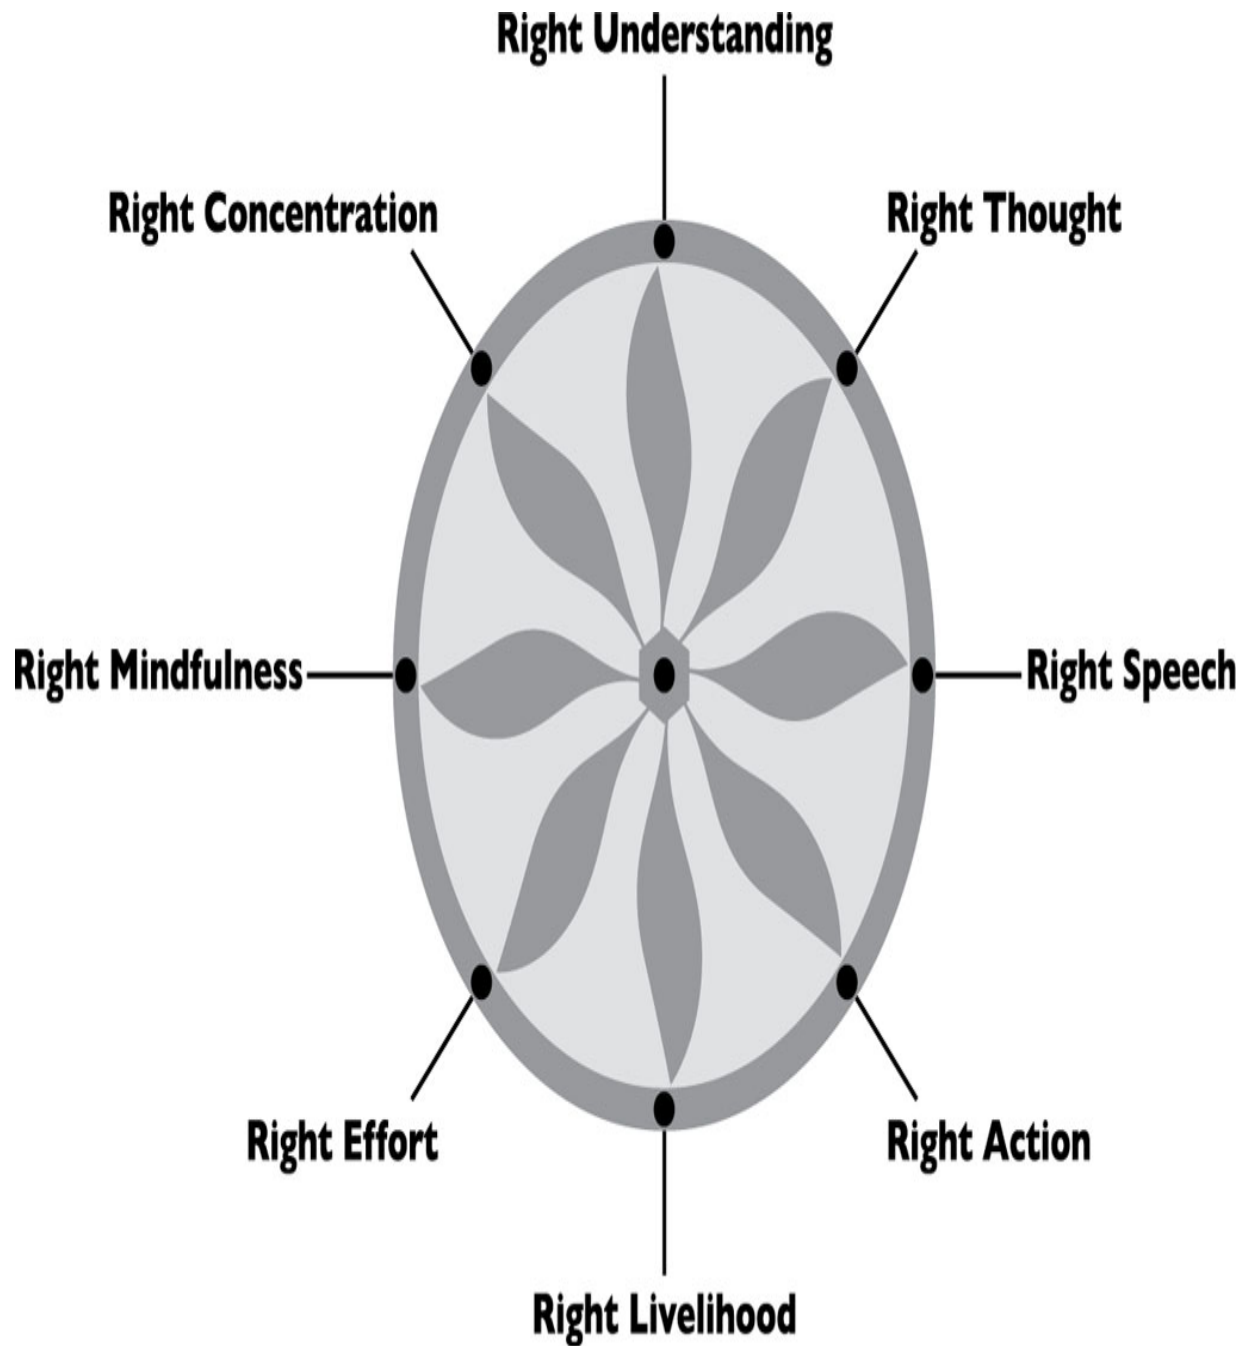 Right Understanding
Right Concentration
Right Thought
Right Mindfulness
Right Speech
Right Effort
Right Action
Right Livelihood